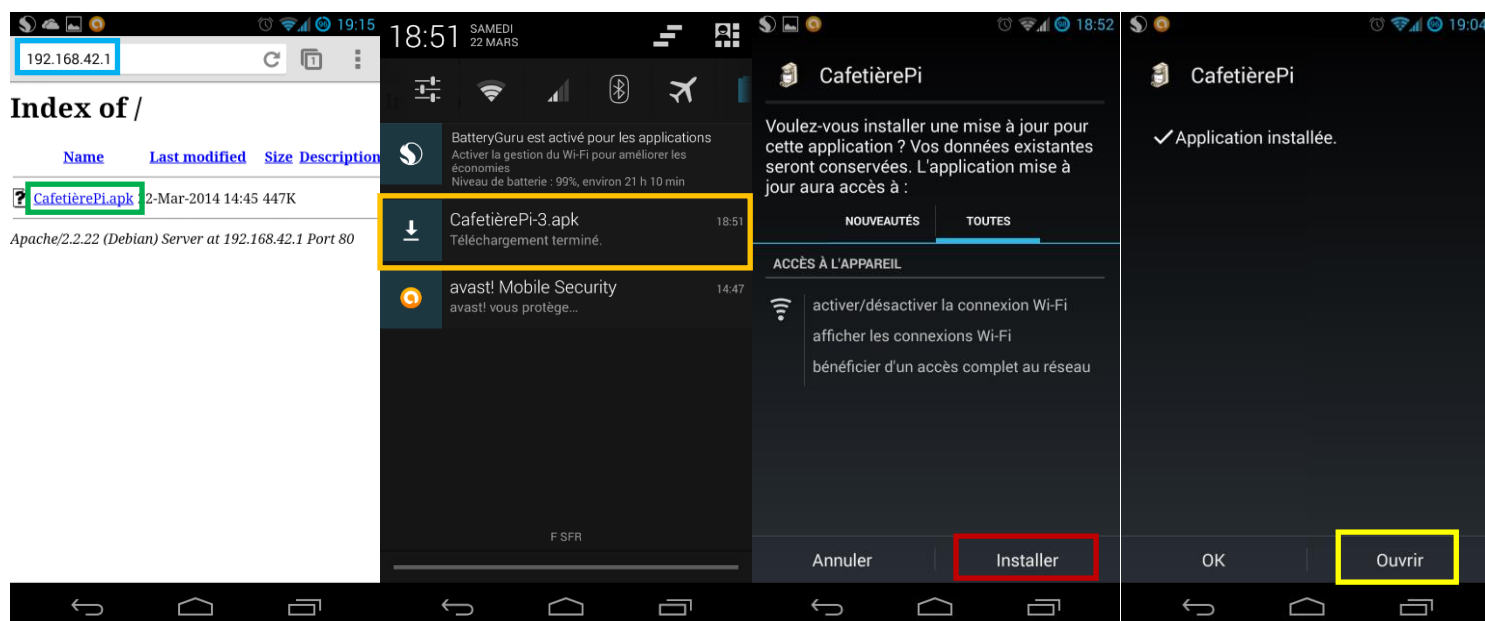 19:15
192.168.42.1
1
Index of /
Name Last modified Size Description
CafetièrePi.apk 22-Mar-2014 14:45 447K
Apache/2.2.22 (Debian) Server at 192.168.42.1 Port 80
18:51 SAMEDI
22 MARS
BatteryGuru est activé pour les applications
Activer la gestion du Wi-Fi pour améliorer les
économies
Niveau de batterie : 99%, environ 21 h 10 min
CafetièrePi-3.apk 18:51
Téléchargement terminé.
avast! Mobile Security 14:47
avast! vous protège...
F SFR
98 18:52
CafetièrePi
Voulez-vous installer une mise à jour pour
cette application ? Vos données existantes
seront conservées. L'application mise à
jour aura accès à :
NOUVEAUTÉS TOUTES
ACCÈS À L'APPAREIL
activer/désactiver la connexion Wi-Fi
afficher les connexions Wi-Fi
bénéficier d'un accès complet au réseau
Annuler Installer
19:04
CafetièrePi
Application installée.
OK Ouvrir